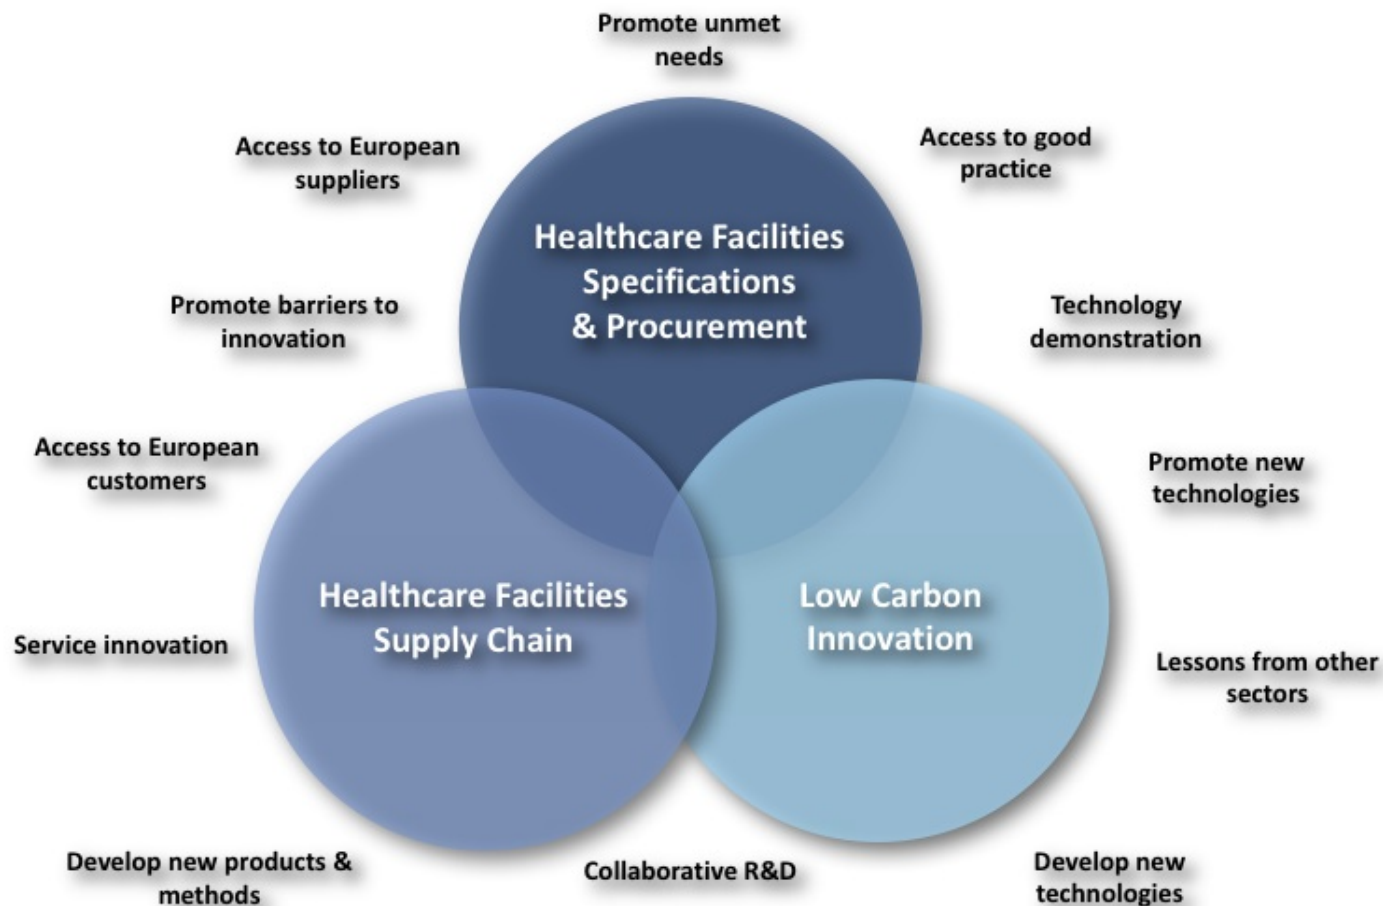 Promote unmet
needs
Access to European
suppliers
Access to good
practice
Healthcare Facilities
Specifications
& Procurement
Promote barriers to
innovation
Technology
demonstration
Access to European
customers
Promote new
technologies
Healthcare Facilities
Supply Chain
Low Carbon
Innovation
Service innovation
Lessons from other
sectors
Develop new products &
methods
Collaborative R&D
Develop new
technologies